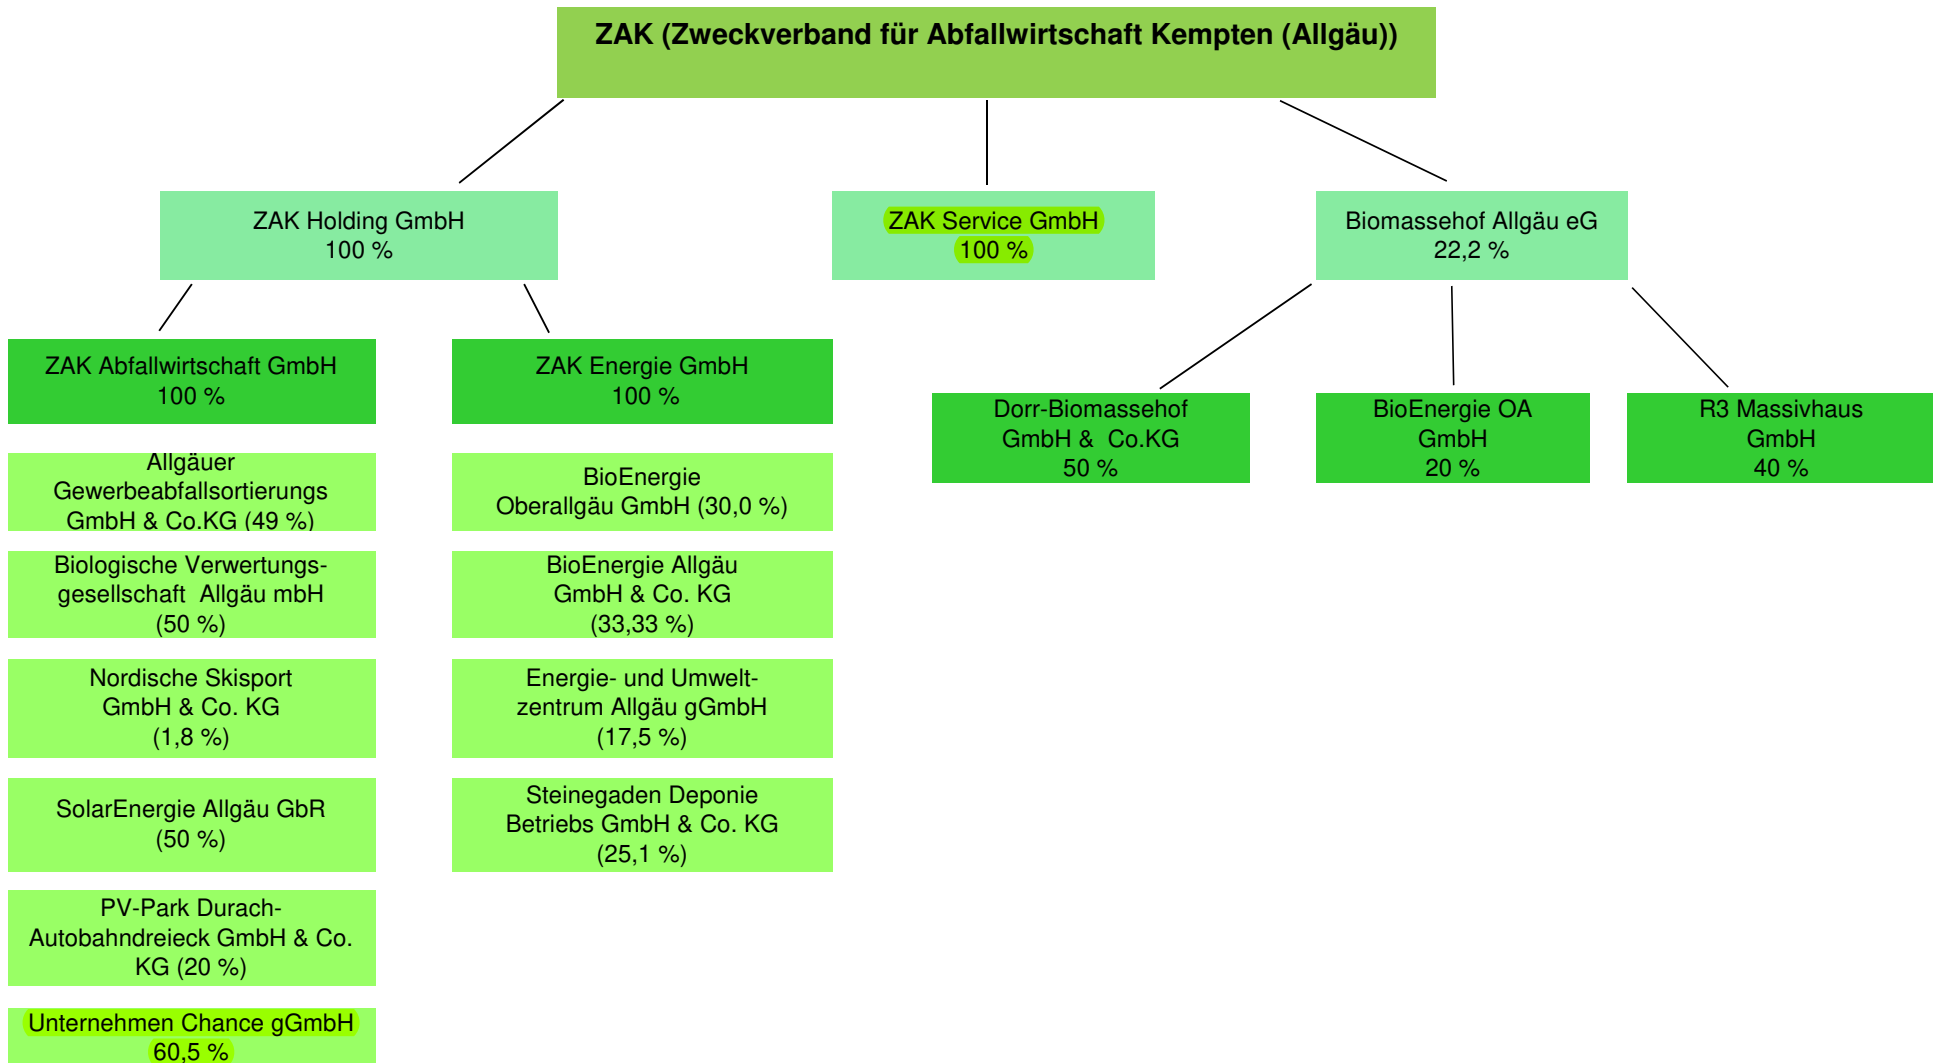 ZAK (Zweckverband für Abfallwirtschaft Kempten (Allgäu))
ZAK Holding GmbH
100 %
ZAK Service GmbH
100 %
Biomassehof Allgäu eG
22,2 %
ZAK Abfallwirtschaft GmbH
100 %
ZAK Energie GmbH
100 %
Dorr-Biomassehof
GmbH & Co.KG
50 %
BioEnergie OA
GmbH
20 %
R3 Massivhaus
GmbH
40 %
Allgäuer
Gewerbeabfallsortierungs
GmbH & Co.KG (49 %)
Biologische Verwertungs-
gesellschaft Allgäu mbH
(50 %)
Nordische Skisport
GmbH & Co. KG
(1,8 %)
SolarEnergie Allgäu GbR
(50 %)
PV-Park Durach-
Autobahndreieck GmbH & Co.
KG (20 %)
Unternehmen Chance gGmbH
60,5 %
BioEnergie
Oberallgäu GmbH (30,0 %)
BioEnergie Allgäu
GmbH & Co. KG
(33,33 %)
Energie- und Umwelt-
zentrum Allgäu gGmbH
(17,5 %)
Steinegaden Deponie
Betriebs GmbH & Co. KG
(25,1 %)